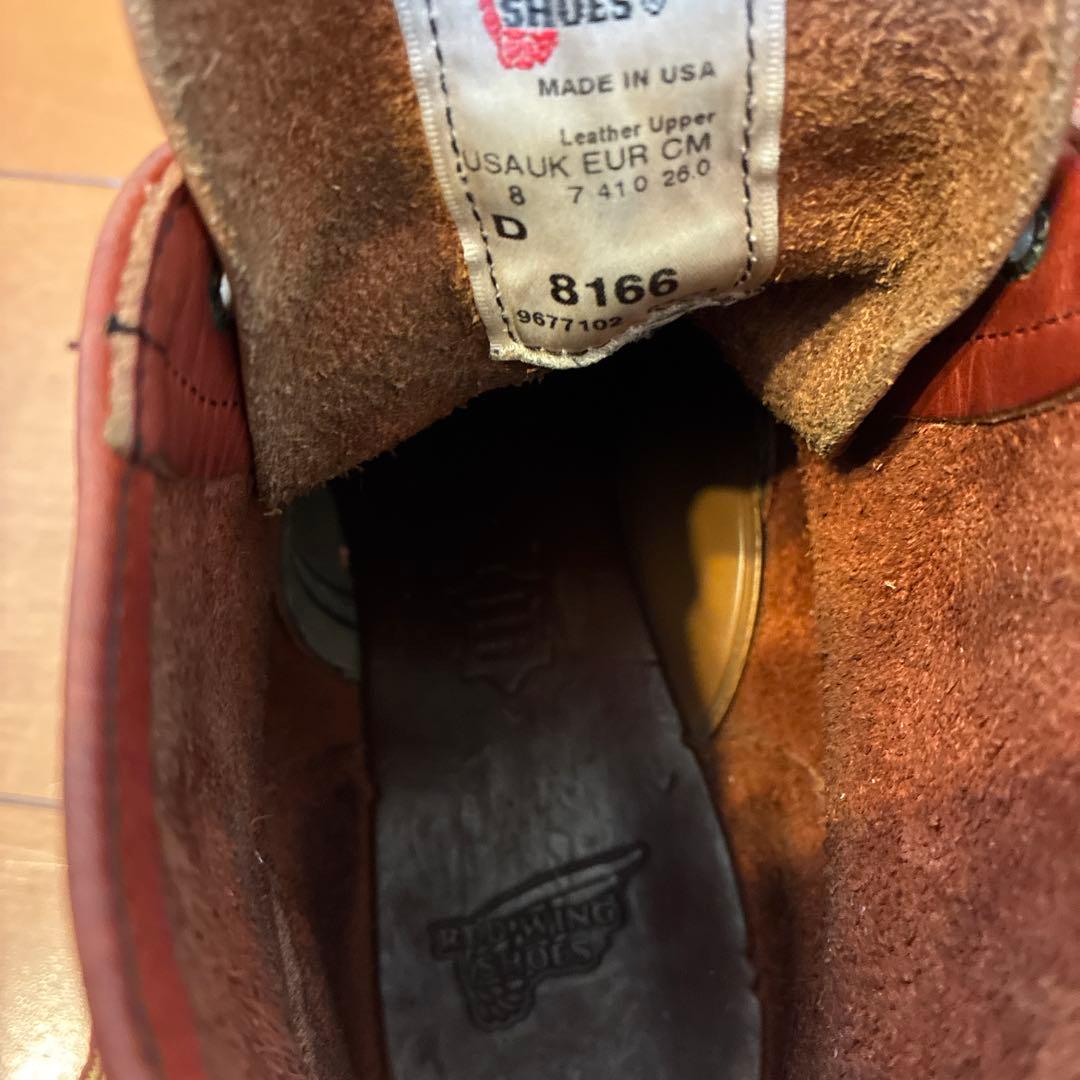 SHOES
MADE IN USA
Leather Upper
USA UK EUR CM
8 7 41 0 26.0
D
8166
9677102
RED WING
SHOES